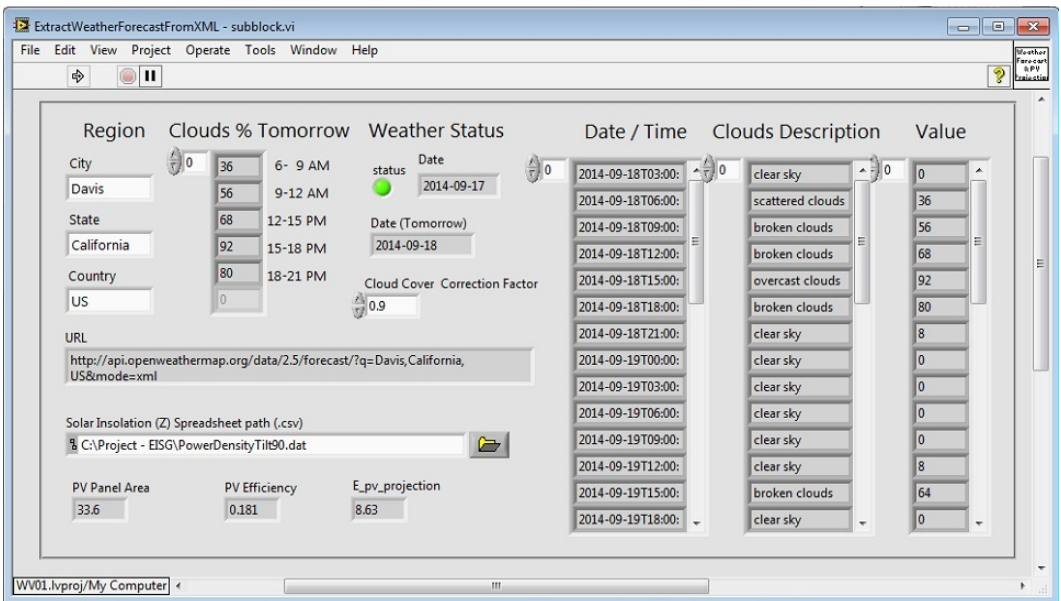 ExtractWeatherForecastFromXML - subblock.vi
File Edit View Project Operate Tools Window Help
Weather
Forecast
& PV
Region Clouds % Tomorrow Weather Status Date / Time Clouds Description Value
City
Davis
State
California
Country
US
0
36 6- 9 AM
56 9-12 AM
68 12-15 PM
92 15-18 PM
80 18-21 PM
0
status
Date
2014-09-17
Date (Tomorrow)
2014-09-18
Cloud Cover Correction Factor
0.9
URL
http://api.openweathermap.org/data/2.5/forecast/?q=Davis,California,
US&mode=xml
Solar Insolation (Z) Spreadsheet path (.csv)
C:\Project - EISG\PowerDensityTilt90.dat
PV Panel Area PV Efficiency E_pv_projection
33.6 0.181 8.63
0 0 0
2014-09-18T03:00: clear sky 0
2014-09-18T06:00: scattered clouds 36
2014-09-18T09:00: broken clouds 56
2014-09-18T12:00: broken clouds 68
2014-09-18T15:00: overcast clouds 92
2014-09-18T18:00: broken clouds 80
2014-09-18T21:00: clear sky 8
2014-09-19T00:00: clear sky 0
2014-09-19T03:00: clear sky 0
2014-09-19T06:00: clear sky 0
2014-09-19T09:00: clear sky 0
2014-09-19T12:00: clear sky 8
2014-09-19T15:00: broken clouds 64
2014-09-19T18:00: clear sky 0
WV01.lvproj/My Computer